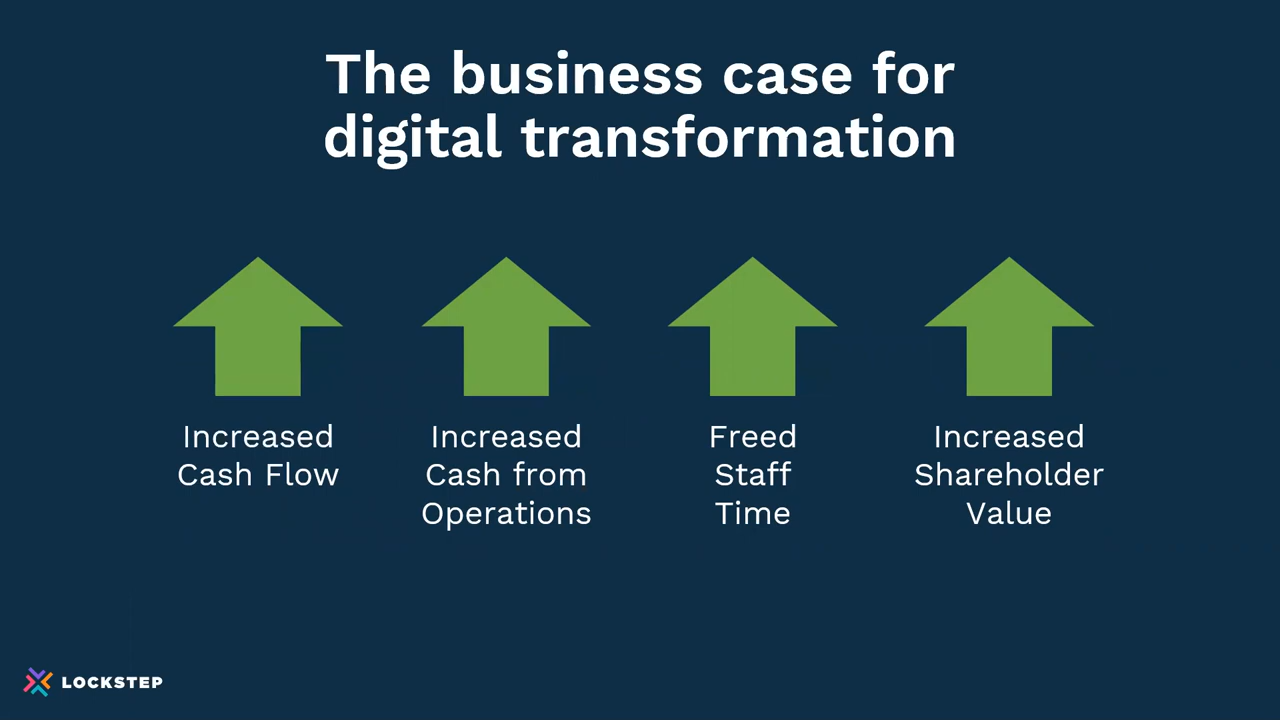 The business case for
digital transformation
Increased
Cash Flow
Increased
Cash from
Operations
Freed
Staff
Time
Increased
Shareholder
Value
LOCKSTEP